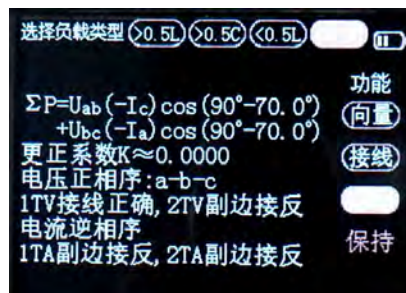 选择负载类型 >0.5L >0.5C <0.5L
功能
ΣP=Uab(-Ic)cos(90°-70.0°)
+Ubc(-Ia)cos(90°-70.0°)
向量
更正系数K≈0.0000
接线
电压正相序:a-b-c
1TV接线正确,2TV副边接反
电流逆相序
保持
1TA副边接反,2TA副边接反